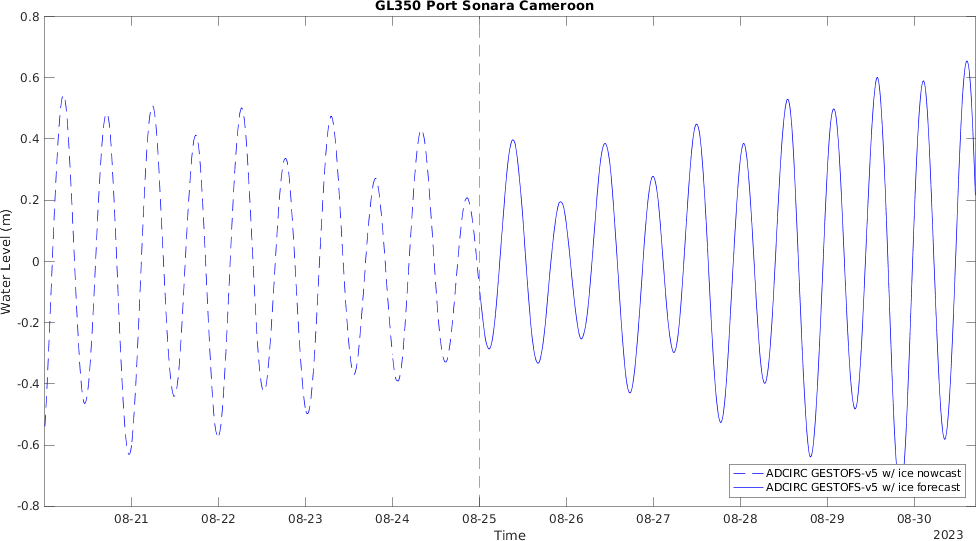 GL350 Port Sonara Cameroon
0.8
0.6
0.4
0.2
0
-0.2
-0.4
-0.6
-0.8
Water Level (m)
ADCIRC GESTOFS-v5 w/ ice nowcast
ADCIRC GESTOFS-v5 w/ ice forecast
08-21 08-22 08-23 08-24 08-25 08-26 08-27 08-28 08-29 08-30
Time
2023